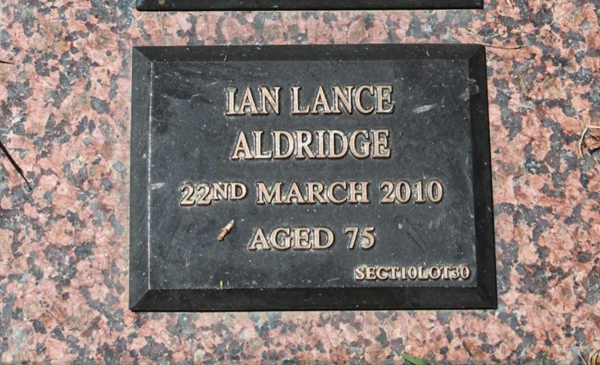 IAN LANCE
ALDRIDGE
22ND MARCH 2010
AGED 75
SECT10LOT30